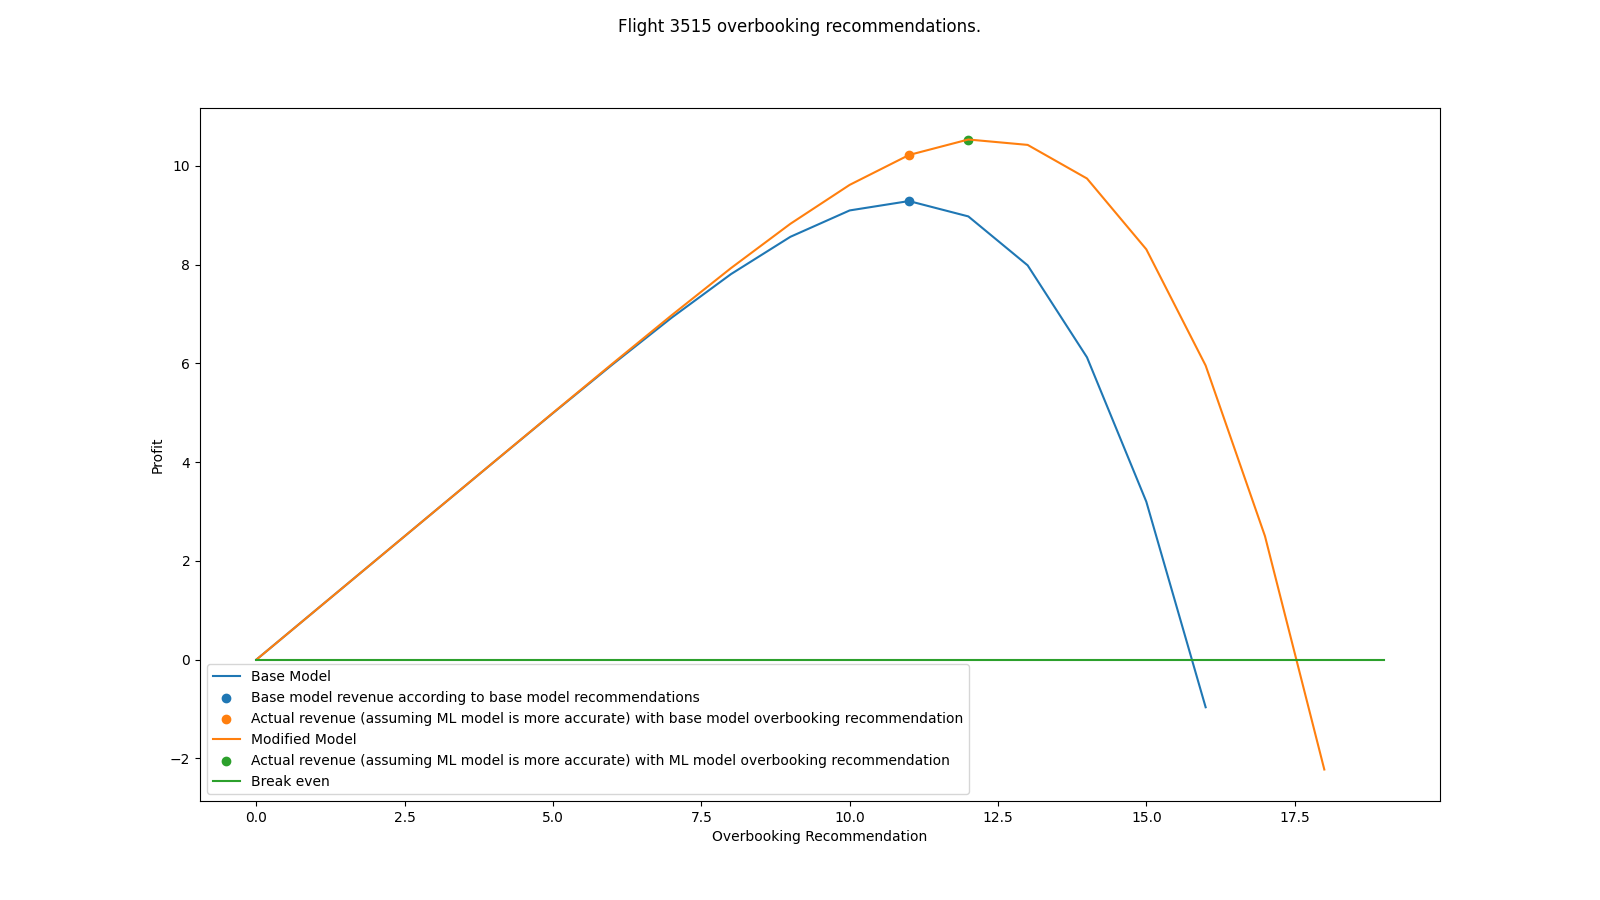 Flight 3515 overbooking recommendations.
10
8
6
4
2
0
−2
Profit
Base Model
Base model revenue according to base model recommendations
Actual revenue (assuming ML model is more accurate) with base model overbooking recommendation
Modified Model
Actual revenue (assuming ML model is more accurate) with ML model overbooking recommendation
Break even
0.0 2.5 5.0 7.5 10.0 12.5 15.0 17.5
Overbooking Recommendation